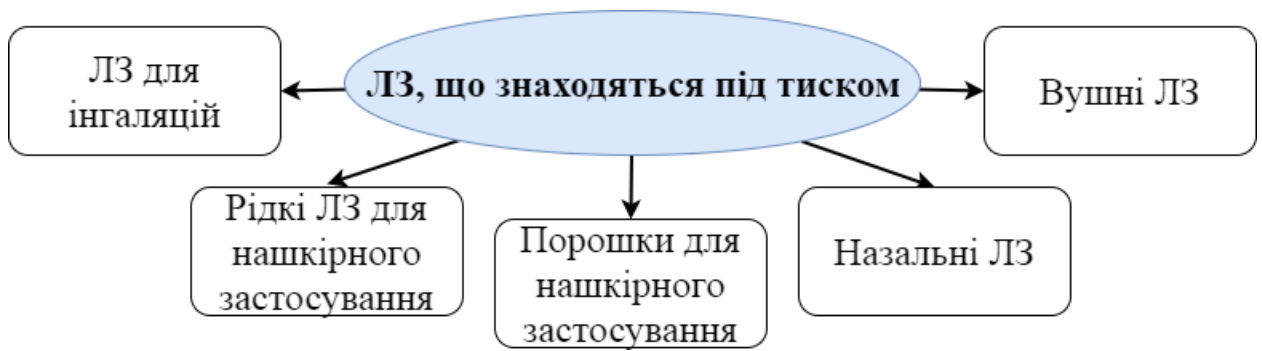 ЛЗ, що знаходяться під тиском
ЛЗ для
інгаляцій
Рідкі ЛЗ для
нашкірного
застосування
Порошки для
нашкірного
застосування
Назальні ЛЗ
Вушні ЛЗ